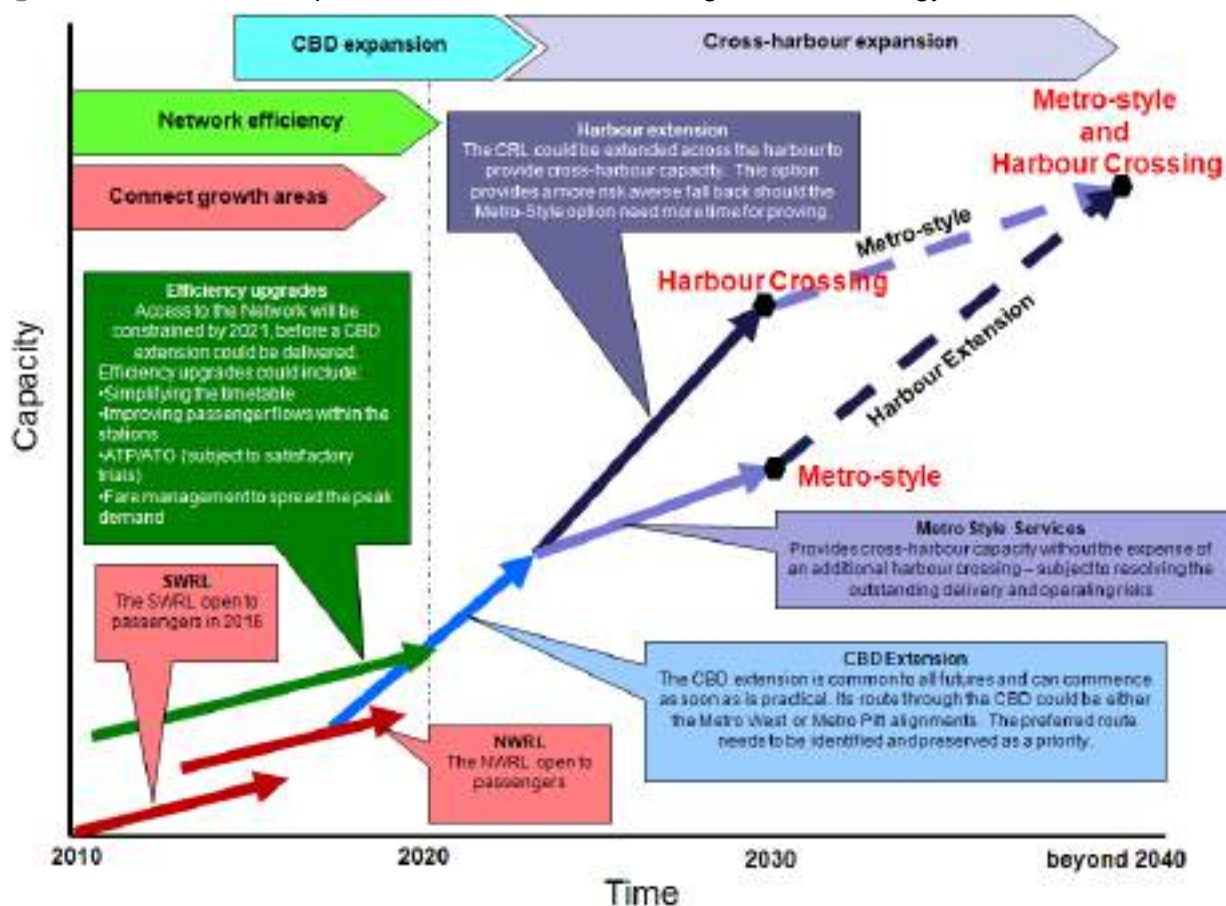 CBD expansion
Cross-harbour expansion
Network efficiency
Connect growth areas
Harbour extension
The CRL could be extended across the harbour to
provide cross-harbour capacity. This option
provides a more risk averse fall back should the
Metro-Style option need more time for proving.
Metro-style
and
Harbour Crossing
Metro-style
Harbour Crossing
Harbour Extension
Metro-style
Efficiency upgrades
Access to the Network will be
constrained by 2021, before a CBD
extension could be delivered.
Efficiency upgrades could include:
•Simplifying the timetable
•Improving passenger flows within the
stations
•ATP/ATO (subject to satisfactory
trials)
•Fare management to spread the peak
demand
Metro Style Services
Provides cross-harbour capacity without the expense of
an additional harbour crossing – subject to resolving the
outstanding delivery and operating risks
SWRL
The SWRL open to
passengers in 2016
CBD Extension
The CBD extension is common to all futures and can commence
as soon as is practical. Its route through the CBD could be either
the Metro West or Metro Pitt alignments. The preferred route
needs to be identified and preserved as a priority.
NWRL
The NWRL open to
passengers
Capacity
2010
2020
2030
beyond 2040
Time